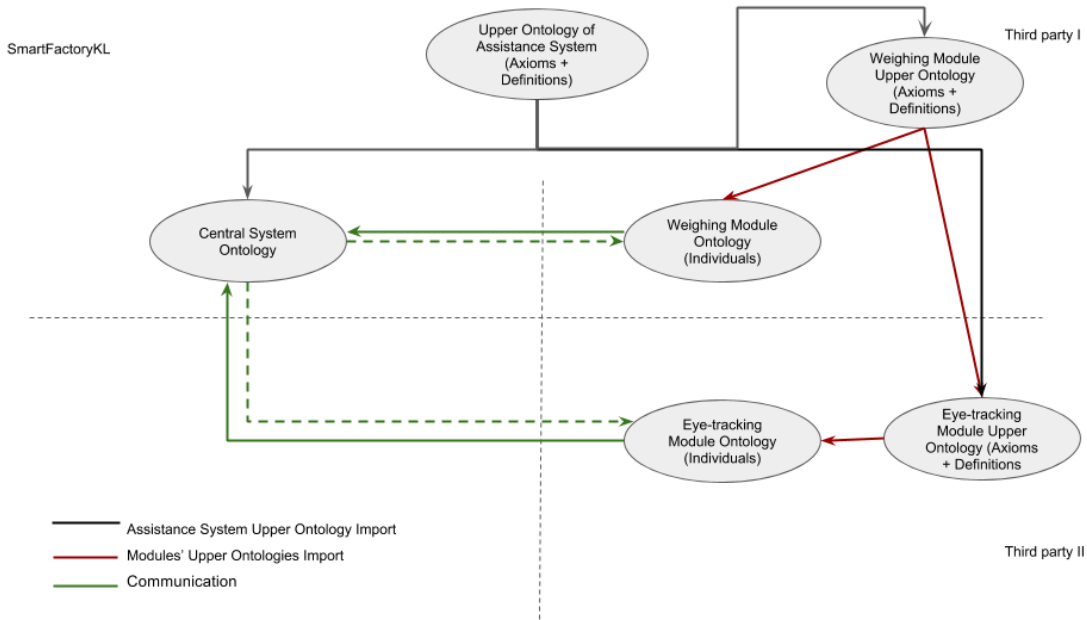 SmartFactoryKL
Upper Ontology of
Assistance System
(Axioms +
Definitions)
Third party I
Weighing Module
Upper Ontology
(Axioms +
Definitions)
Central System
Ontology
Weighing Module
Ontology
(Individuals)
Eye-tracking
Module Ontology
(Individuals)
Eye-tracking
Module Upper
Ontology (Axioms
+ Definitions
Assistance System Upper Ontology Import
Modules’ Upper Ontologies Import
Communication
Third party II